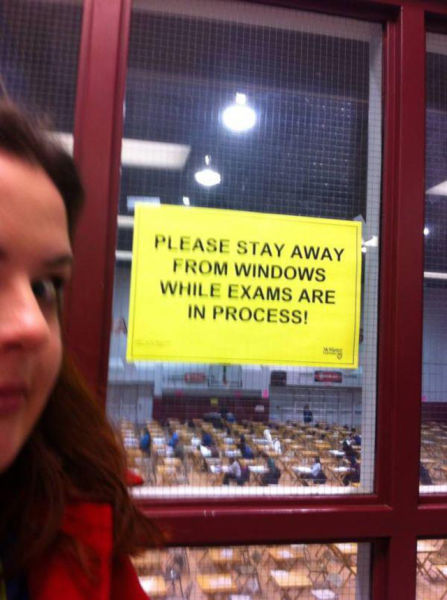 PLEASE STAY AWAY
FROM WINDOWS
WHILE EXAMS ARE
IN PROCESS!